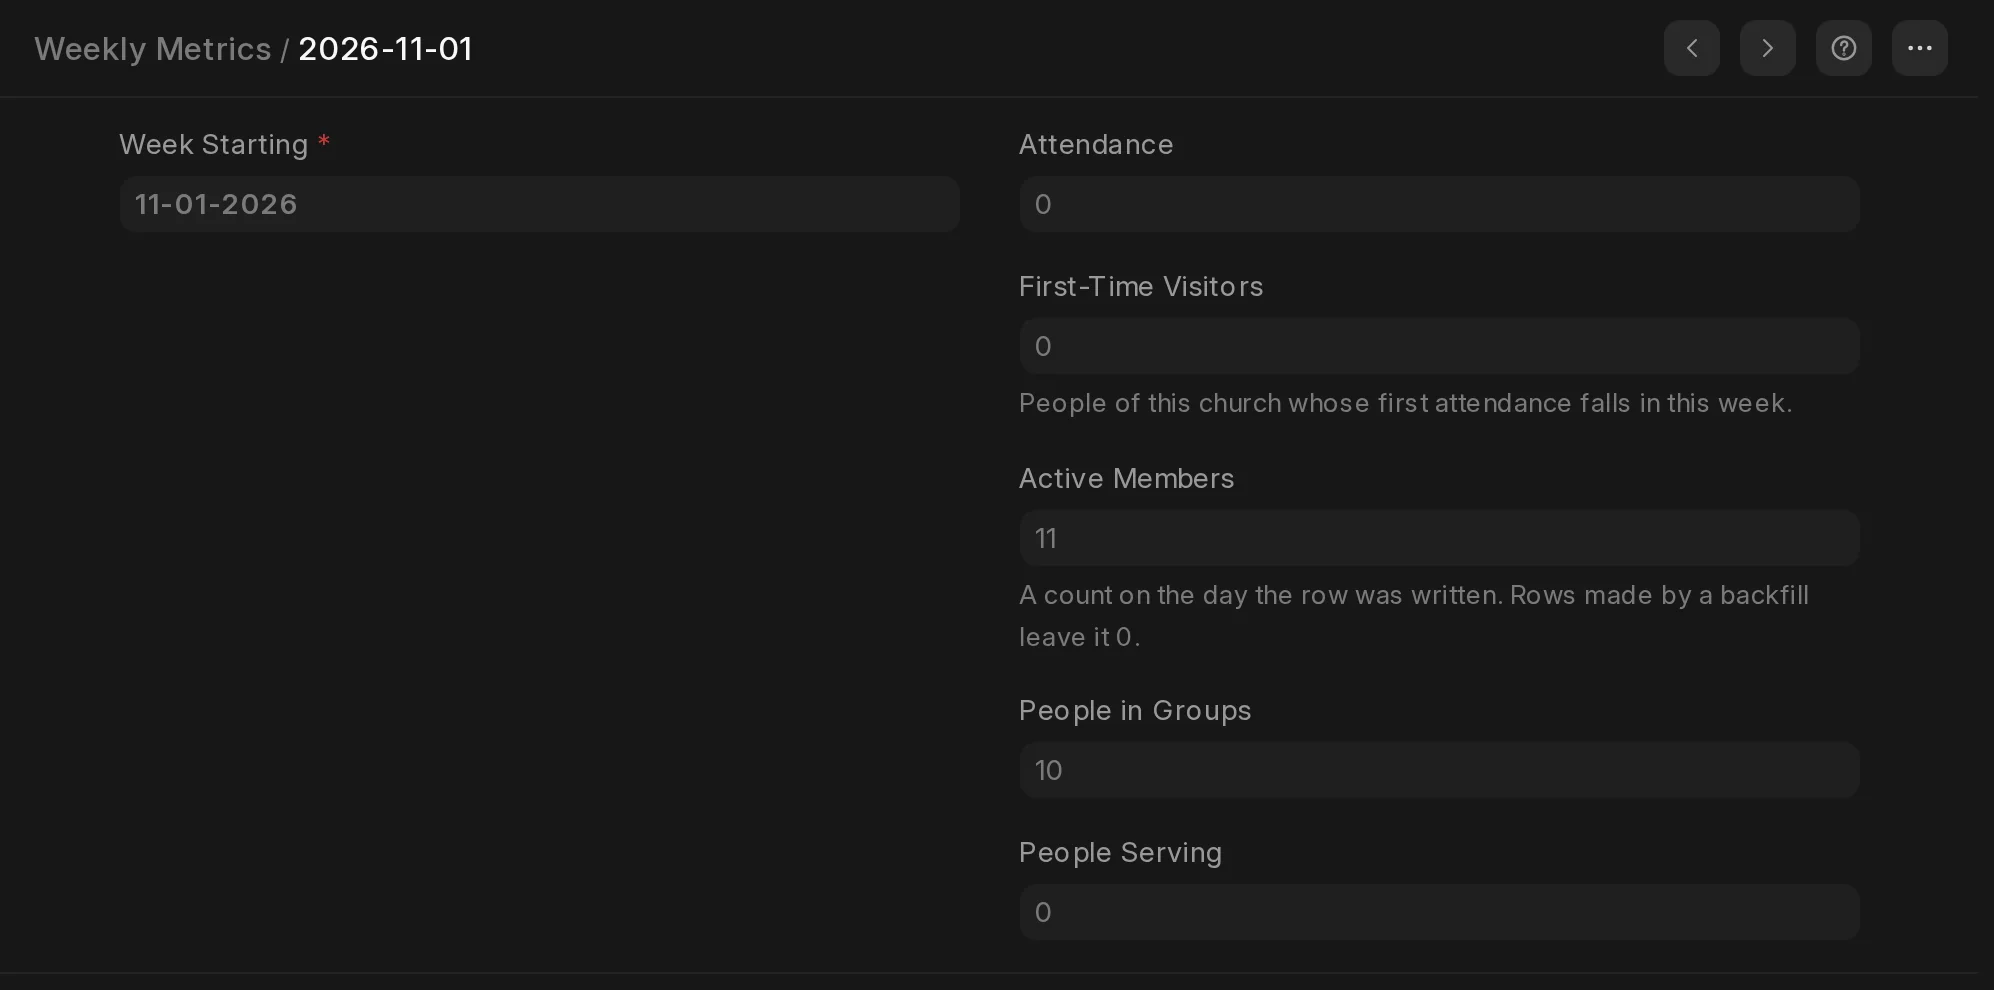 Weekly Metrics / 2026-11-01
Week Starting *
11-01-2026
Attendance
0
First-Time Visitors
0
People of this church whose first attendance falls in this week.
Active Members
11
A count on the day the row was written. Rows made by a backfill
leave it 0.
People in Groups
10
People Serving
0